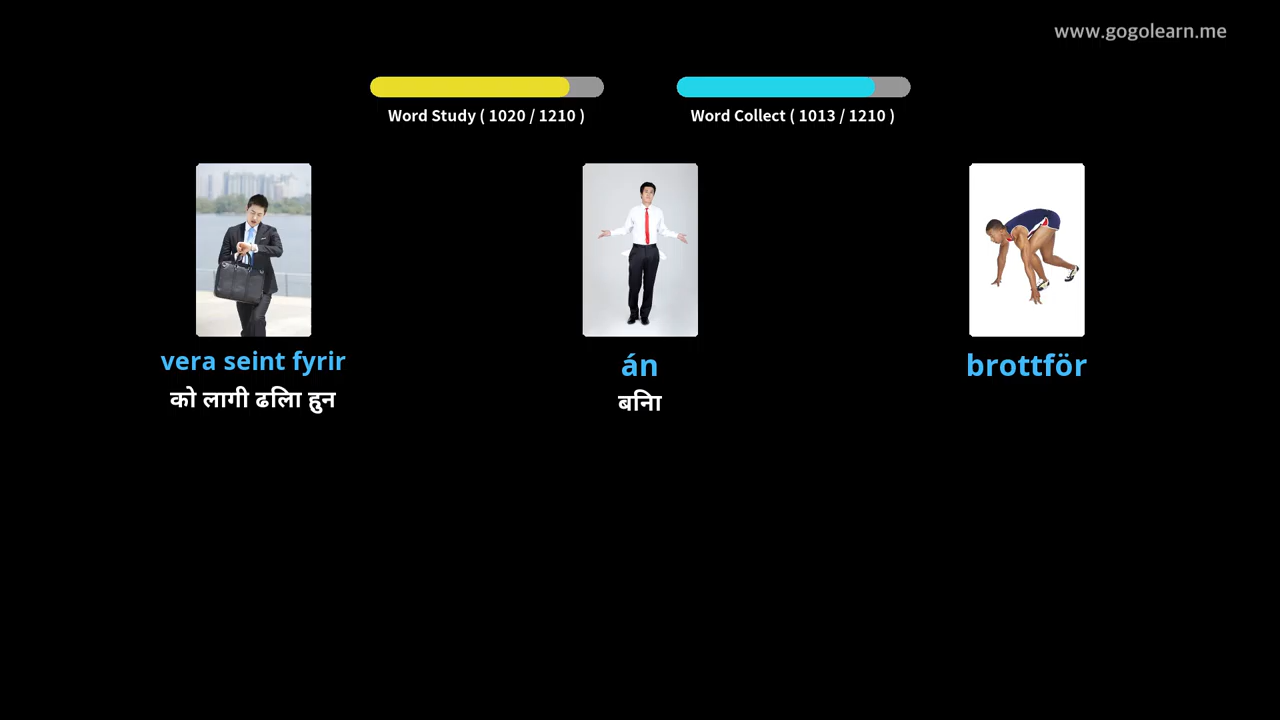 www.gogolearn.me
Word Study ( 1020 / 1210 )
Word Collect ( 1013 / 1210 )
vera seint fyrir
को लागी ढिला हुन
án
बिना
brottför